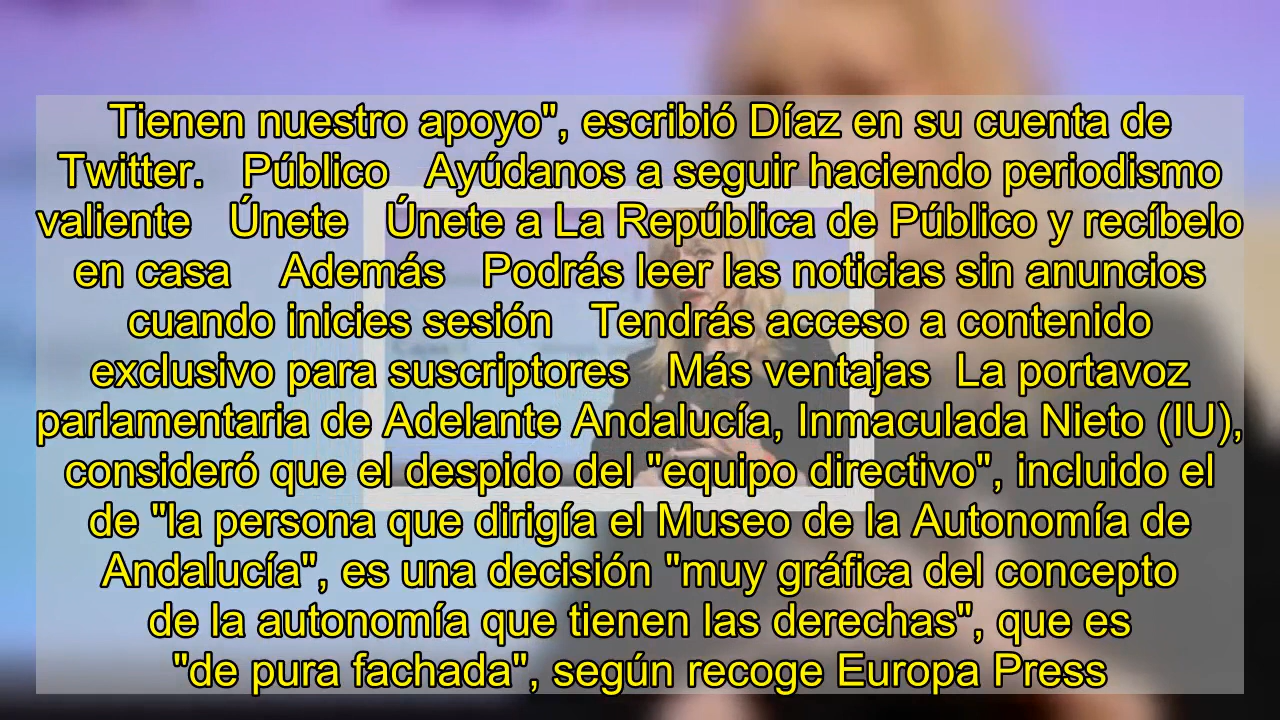 Tienen nuestro apoyo", escribió Díaz en su cuenta de
Twitter.   Público   Ayúdanos a seguir haciendo periodismo
valiente   Únete   Únete a La República de Público y recíbelo
en casa    Además   Podrás leer las noticias sin anuncios
cuando inicies sesión   Tendrás acceso a contenido
exclusivo para suscriptores   Más ventajas  La portavoz
parlamentaria de Adelante Andalucía, Inmaculada Nieto (IU),
consideró que el despido del "equipo directivo", incluido el
de "la persona que dirigía el Museo de la Autonomía de
Andalucía", es una decisión "muy gráfica del concepto
de la autonomía que tienen las derechas", que es
"de pura fachada", según recoge Europa Press